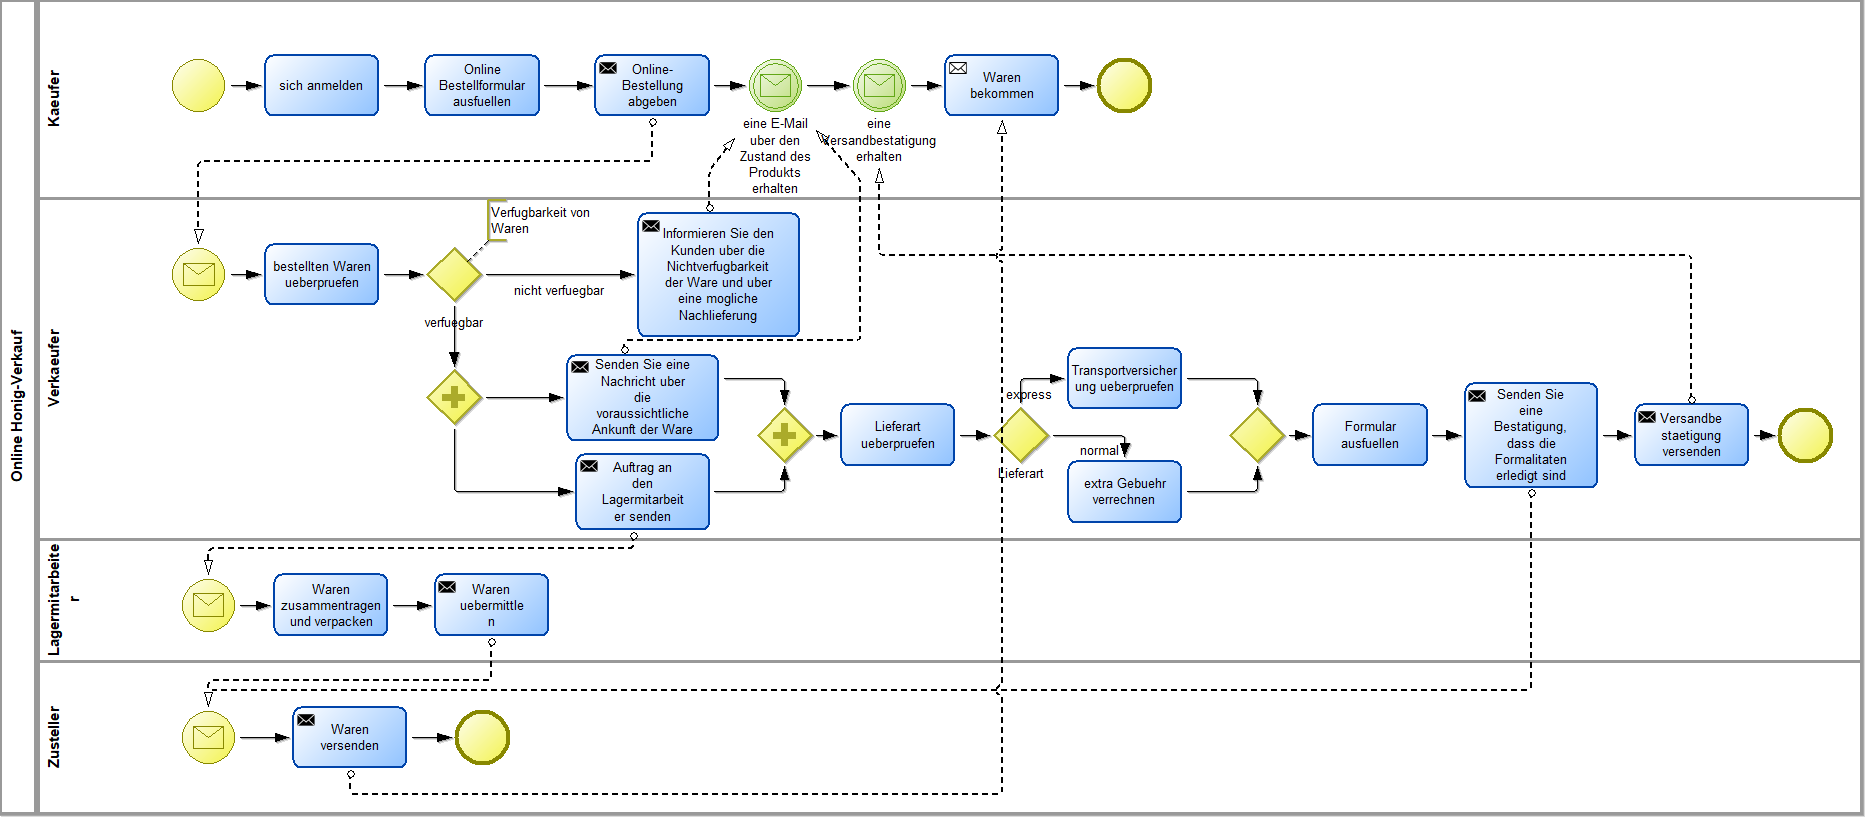 Online Honig-Verkauf
Kaeufer
sich anmelden
Online
Bestellformular
ausfuellen
Online-
Bestellung
abgeben
eine E-Mail
uber den
Zustand des
Produkts
erhalten
eine
Versandbestatigung
erhalten
Waren
bekommen
Verkaeufer
bestellten Waren
ueberpruefen
Verfugbarkeit von
Waren
nicht verfuegbar
verfuegbar
Informieren Sie den
Kunden uber die
Nichtverfugbarkeit
der Ware und uber
eine mogliche
Nachlieferung
Senden Sie eine
Nachricht uber
die
voraussichtliche
Ankunft der Ware
Auftrag an
den
Lagermitarbeit
er senden
Lieferart
ueberpruefen
express
normal
Lieferart
Transportversicher
ung ueberpruefen
extra Gebuehr
verrechnen
Formular
ausfuellen
Senden Sie
eine
Bestatigung,
dass die
Formalitaten
erledigt sind
Versandbe
staetigung
versenden
Lagermitarbeite
r
Waren
zusammentragen
und verpacken
Waren
uebermittle
n
Zusteller
Waren
versenden